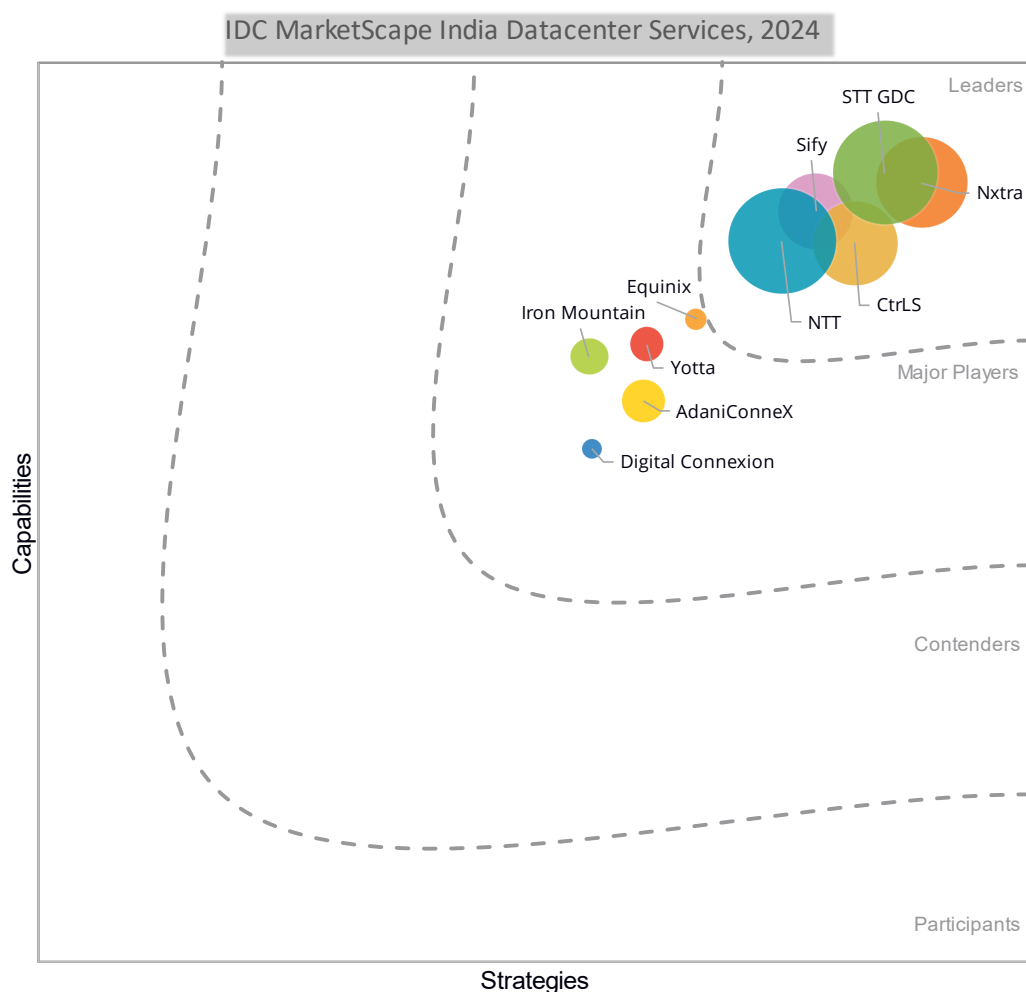 IDC MarketScape India Datacenter Services, 2024
Leaders
STT GDC
Sify
Nxtra
Equinix
CtrLS
Iron Mountain
NTT
Yotta
Major Players
AdaniConneX
Digital Connexion
Capabilities
Contenders
Participants
Strategies